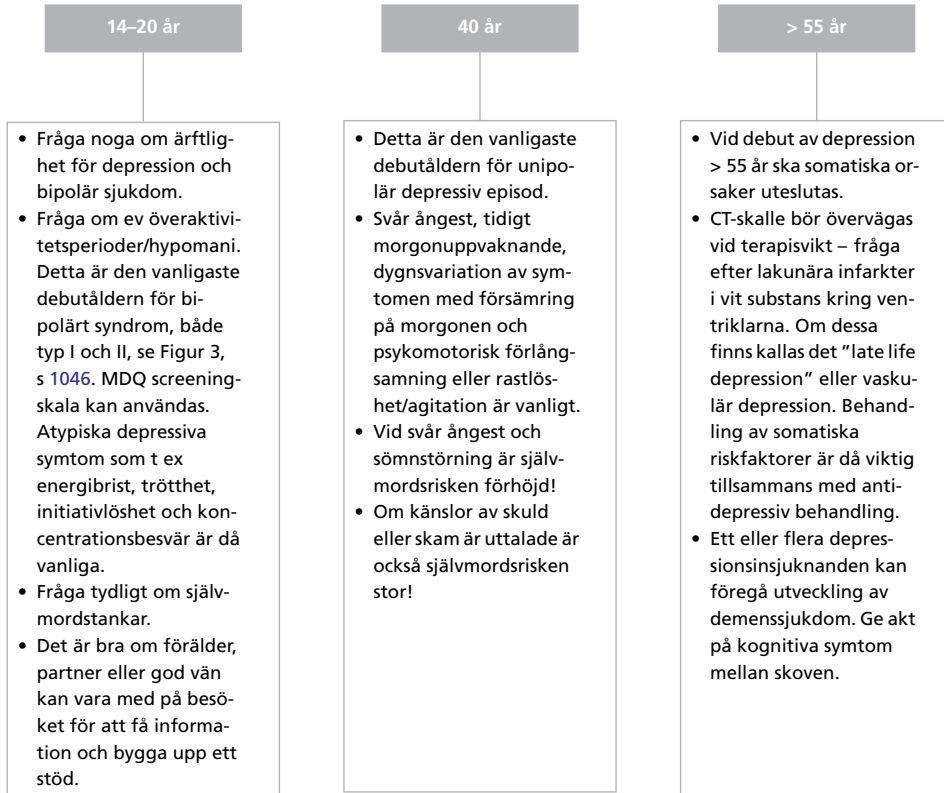 14–20 år
• Fråga noga om ärftlig-
het för depression och
bipolär sjukdom.
• Fråga om ev överaktivi-
tetsperioder/hypomani.
Detta är den vanligaste
debutåldern för bi-
polärt syndrom, både
typ I och II, se Figur 3,
s 1046. MDQ screening-
skala kan användas.
Atypiska depressiva
symtom som t ex
energibrist, trötthet,
initiativlöshet och kon-
centrationsbesvär är då
vanliga.
• Fråga tydligt om själv-
mordstankar.
• Det är bra om förälder,
partner eller god vän
kan vara med på besö-
ket för att få informa-
tion och bygga upp ett
stöd.
40 år
• Detta är den vanligaste
debutåldern för unipo-
lär depressiv episod.
• Svår ångest, tidigt
morgonuppvaknande,
dygnsvariation av sym-
tomen med försämring
på morgonen och
psykomotorisk förlång-
samning eller rastlös-
het/agitation är vanligt.
• Vid svår ångest och
sömnstörning är själv-
mordsrisken förhöjd!
• Om känslor av skuld
eller skam är uttalade är
också självmordsrisken
stor!
> 55 år
• Vid debut av depression
> 55 år ska somatiska or-
saker uteslutas.
• CT-skalle bör övervägas
vid terapisvikt – fråga
efter lakunära infarkter
i vit substans kring ven-
triklarna. Om dessa
finns kallas det ”late life
depression” eller vasku-
lär depression. Behand-
ling av somatiska
riskfaktorer är då viktig
tillsammans med anti-
depressiv behandling.
• Ett eller flera depres-
sionsinsjuknanden kan
föregå utveckling av
demenssjukdom. Ge akt
på kognitiva symtom
mellan skoven.